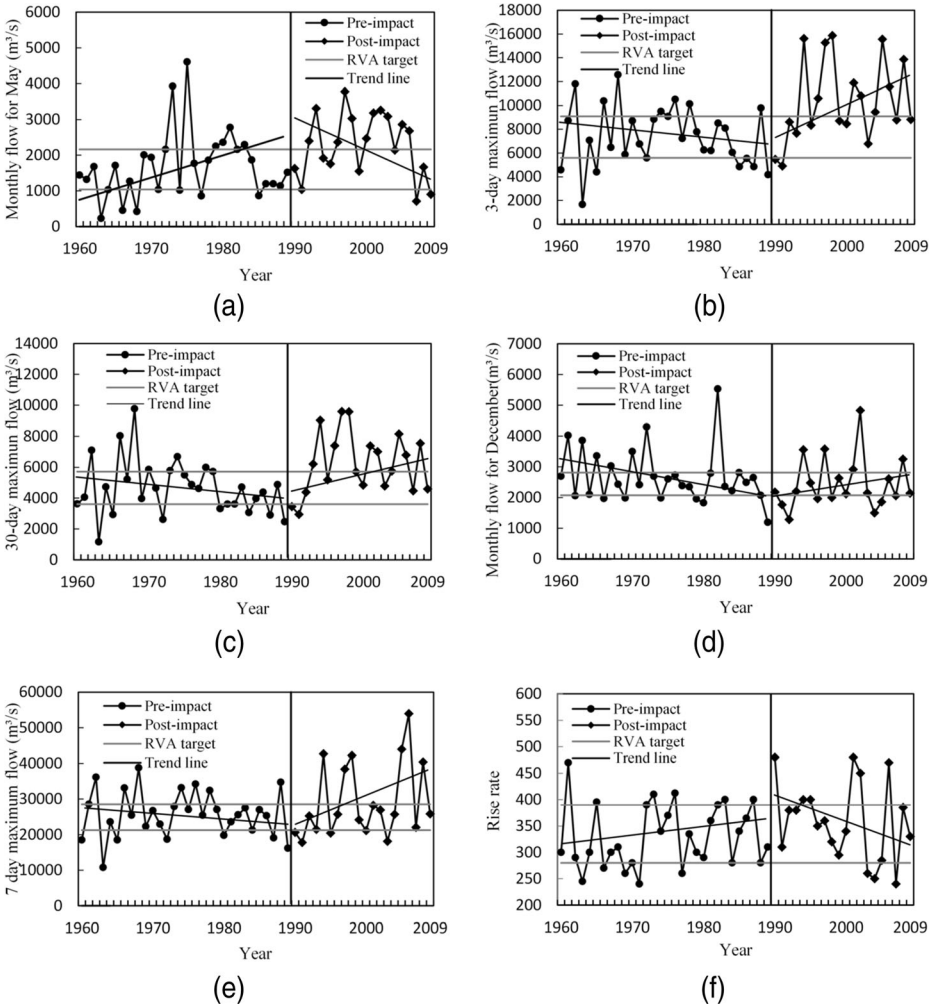 Monthly flow for May (m³/s)
6000
5000
4000
3000
2000
1000
0
Pre-impact
Post-impact
RVA target
Trend line
1960 1970 1980 1990 2000 2009
Year
(a)
3-day maximun flow (m³/s)
18000
16000
14000
12000
10000
8000
6000
4000
2000
0
Pre-impact
Post-impact
RVA target
Trend line
1960 1970 1980 1990 2000 2009
Year
(b)
30-day maximun flow (m³/s)
14000
12000
10000
8000
6000
4000
2000
0
Pre-impact
Post-impact
RVA target
Trend line
1960 1970 1980 1990 2000 2009
Year
(c)
Monthly flow for December(m³/s)
7000
6000
5000
4000
3000
2000
1000
0
Pre-impact
Post-impact
RVA target
Trend line
1960 1970 1980 1990 2000 2009
Year
(d)
7 day maximum flow (m³/s)
60000
50000
40000
30000
20000
10000
0
Pre-impact
Post-impact
RVA target
Trend line
1960 1970 1980 1990 2000 2009
Year
(e)
Rise rate
600
550
500
450
400
350
300
250
200
Pre-impact
Post-impact
RVA target
Trend line
1960 1970 1980 1990 2000 2009
Year
(f)